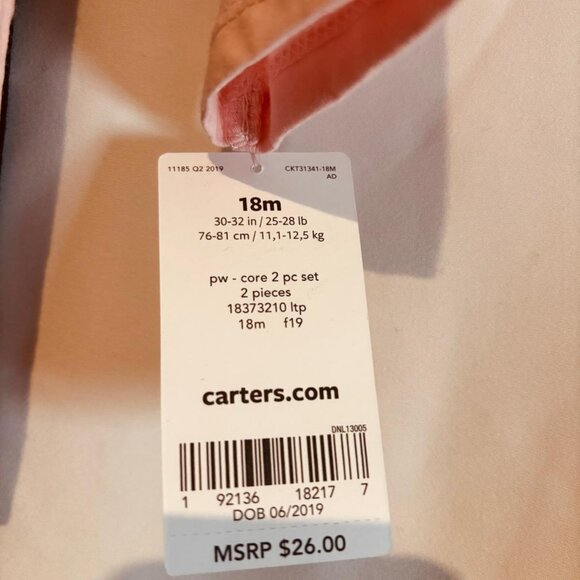 11185 Q2 2019
CKT31341-18M
AD
18m
30-32 in / 25-28 lb
76-81 cm / 11,1-12,5 kg
pw - core 2 pc set
2 pieces
18373210 ltp
18m f19
carters.com
DNL13005
1 92136 18217 7
DOB 06/2019
MSRP $26.00